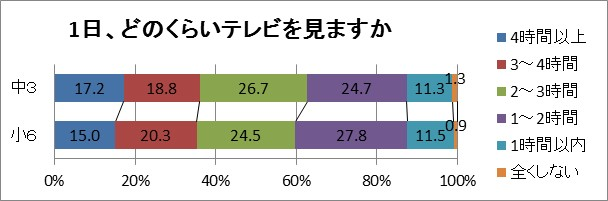 1日、どのくらいテレビを見ますか
中3 17.2 18.8 26.7 24.7 11.3 1.3
小6 15.0 20.3 24.5 27.8 11.5 0.9
0% 20% 40% 60% 80% 100%
4時間以上
3～4時間
2～3時間
1～2時間
1時間以内
全くしない